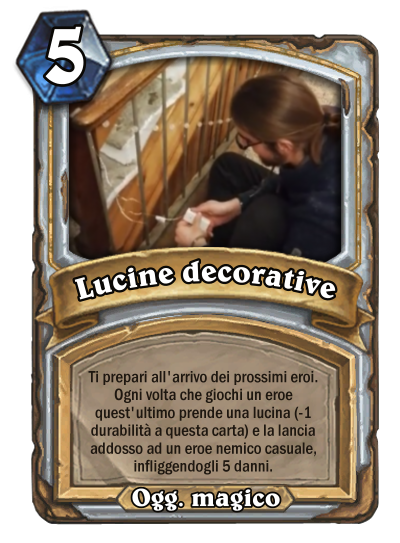 5
Lucine decorative
Ti prepari all'arrivo dei prossimi eroi.
Ogni volta che giochi un eroe
quest'ultimo prende una lucina (-1
durabilità a questa carta) e la lancia
addosso ad un eroe nemico casuale,
infliggendogli 5 danni.
Ogg. magico